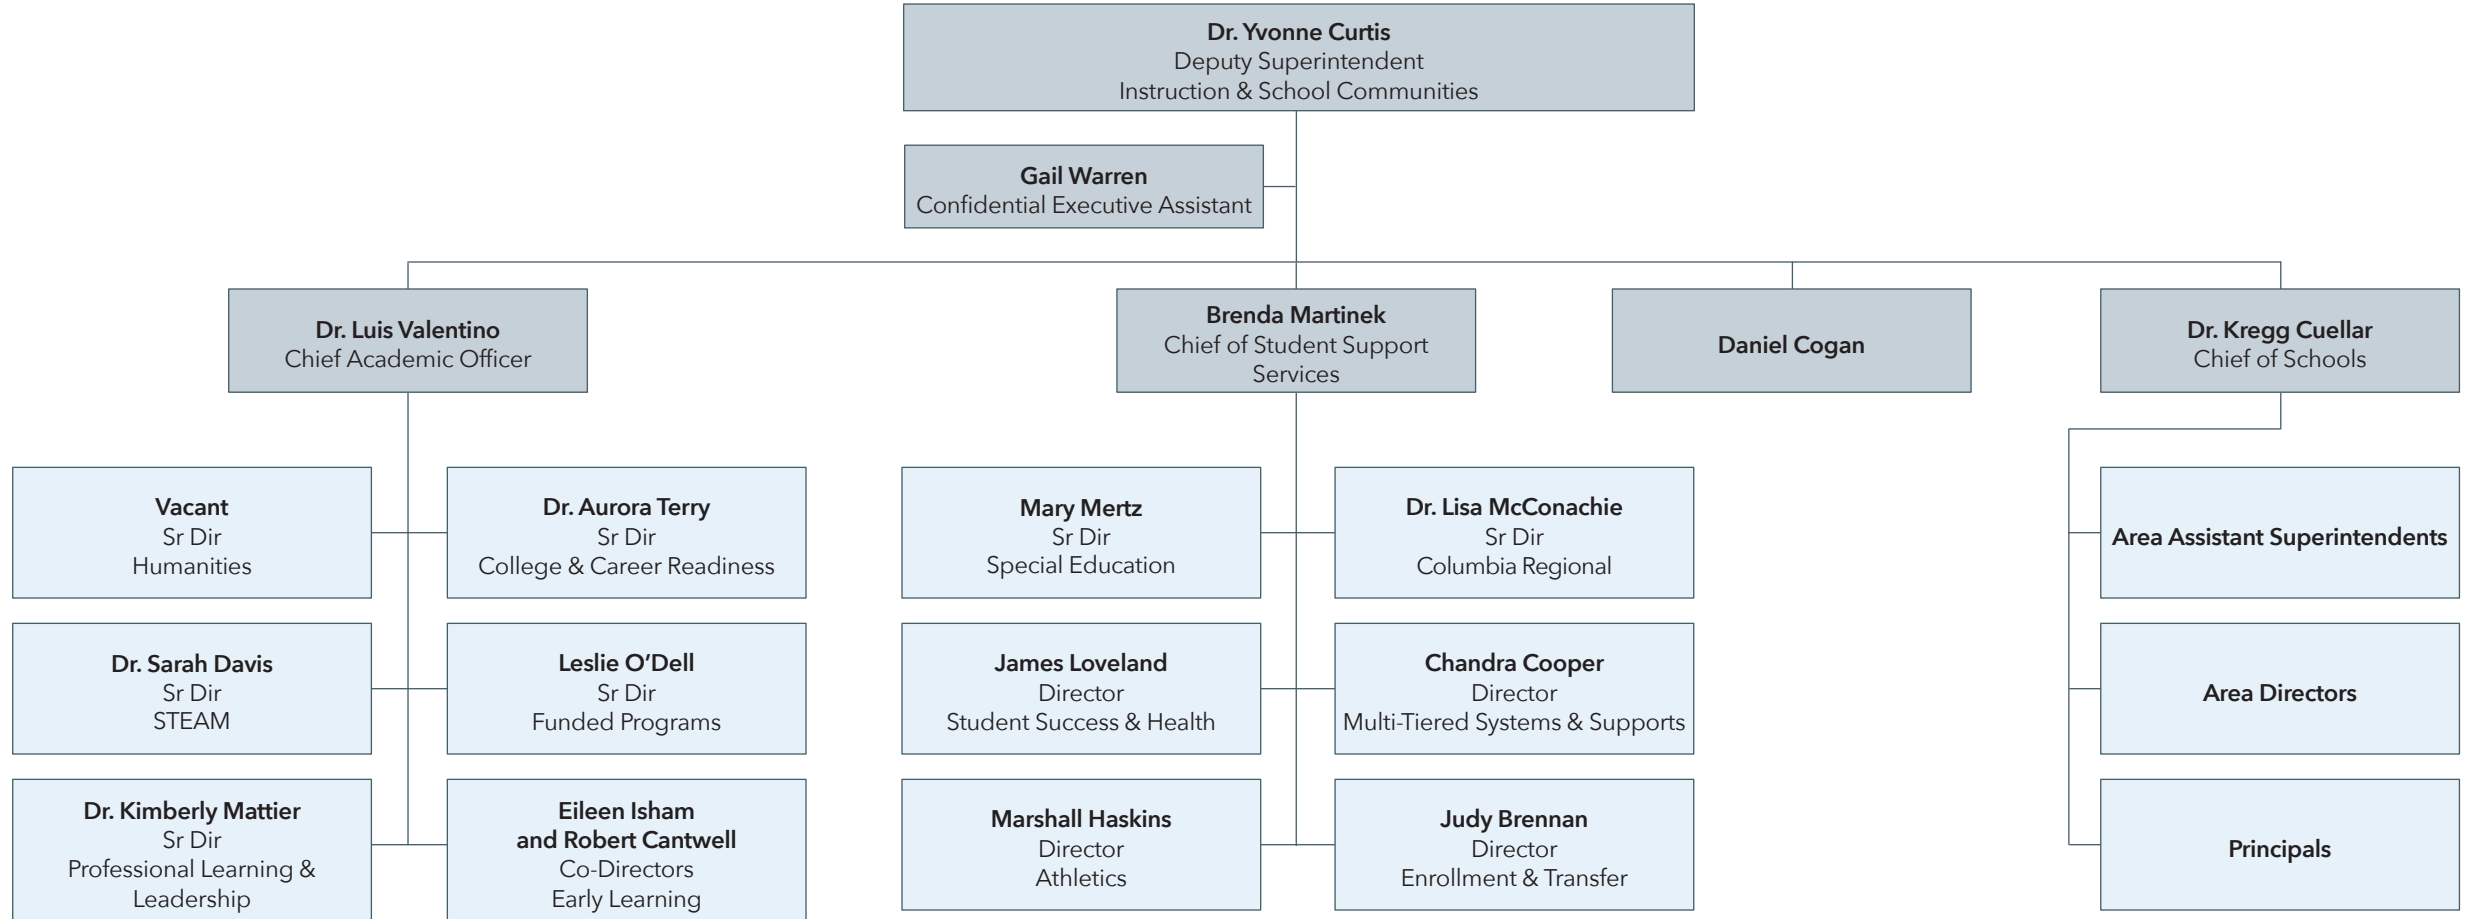 Dr. Yvonne Curtis
Deputy Superintendent
Instruction & School Communities
Gail Warren
Confidential Executive Assistant
Dr. Luis Valentino
Chief Academic Officer
Brenda Martinek
Chief of Student Support
Services
Daniel Cogan
Dr. Kregg Cuellar
Chief of Schools
Vacant
Sr Dir
Humanities
Dr. Aurora Terry
Sr Dir
College & Career Readiness
Mary Mertz
Sr Dir
Special Education
Dr. Lisa McConachie
Sr Dir
Columbia Regional
Area Assistant Superintendents
Dr. Sarah Davis
Sr Dir
STEAM
Leslie O’Dell
Sr Dir
Funded Programs
James Loveland
Director
Student Success & Health
Chandra Cooper
Director
Multi-Tiered Systems & Supports
Area Directors
Dr. Kimberly Mattier
Sr Dir
Professional Learning &
Leadership
Eileen Isham
and Robert Cantwell
Co-Directors
Early Learning
Marshall Haskins
Director
Athletics
Judy Brennan
Director
Enrollment & Transfer
Principals